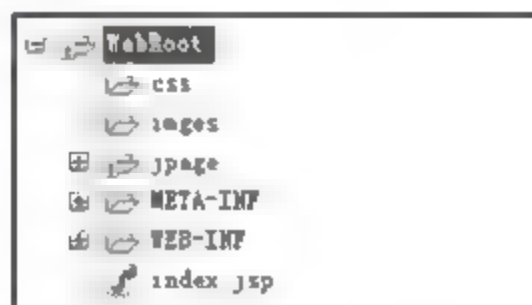 WebRoot
css
images
jpage
META-INF
WEB-INF
index.jsp